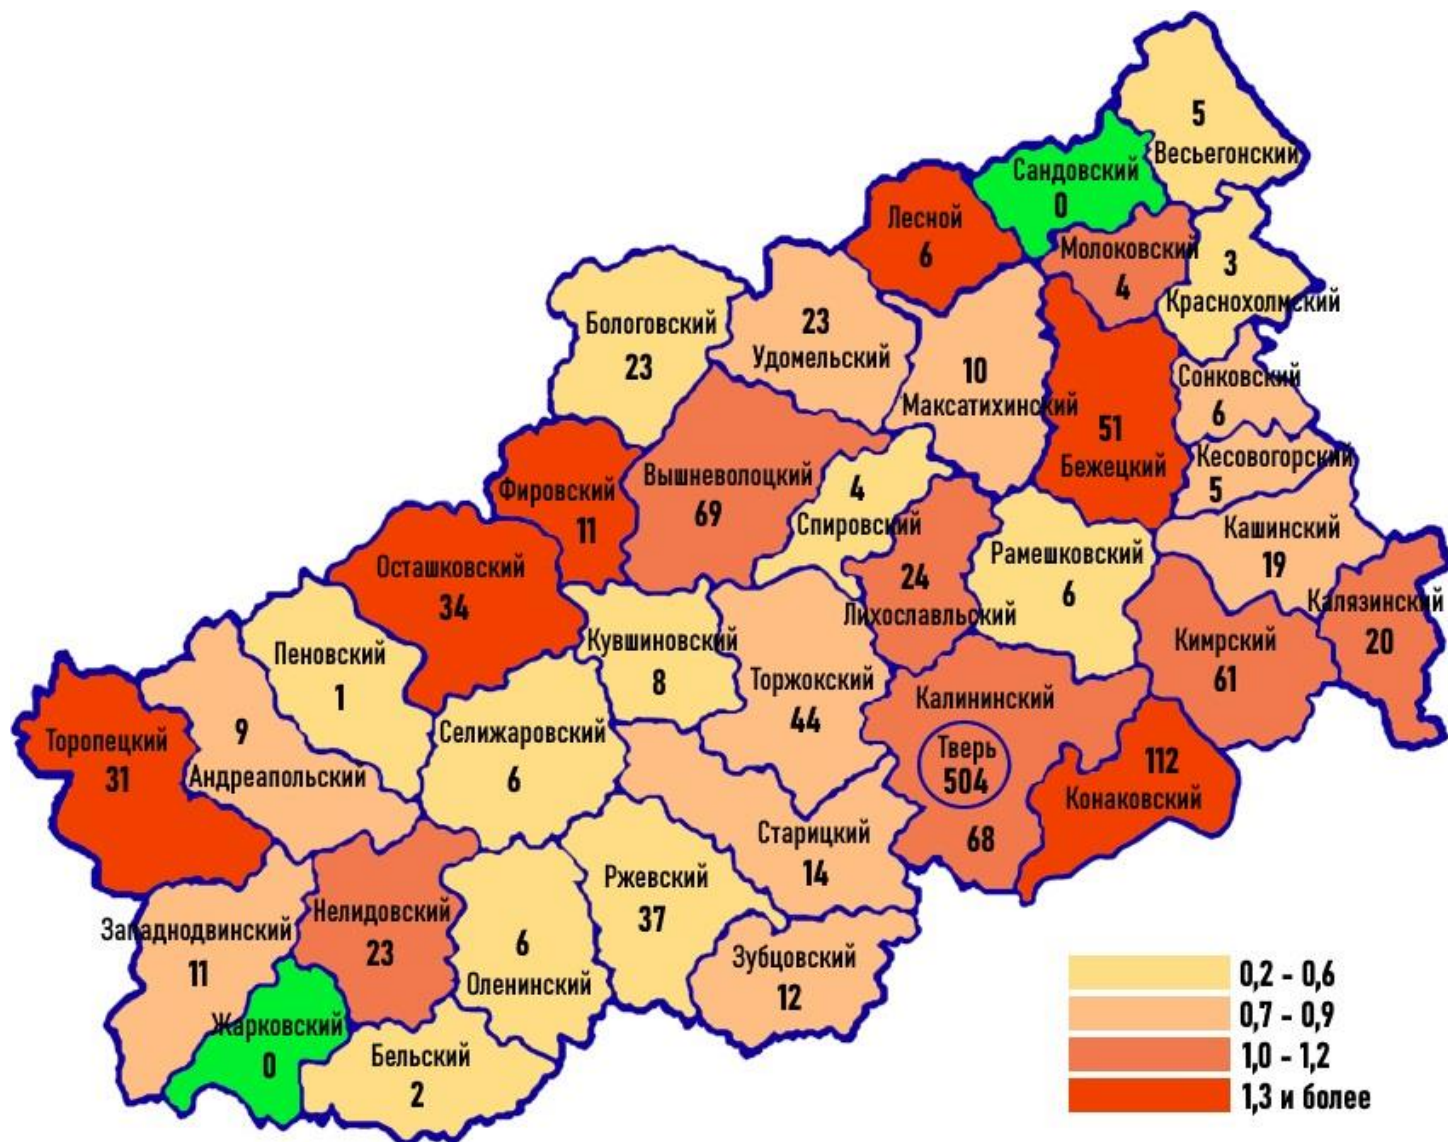 5
Весьегонский
Сандовский
0
Лесной
6
Молоковский
4
3
Краснохолмский
Бологовский
23
23
Удомельский
10
Максатихинский
51
Бежецкий
Сонковский
6
Кесовогорский
5
Фировский
11
Вышневолоцкий
69
4
Спировский
24
Лихославльский
Рамешковский
6
Кашинский
19
Калязинский
20
Осташковский
34
Пеновский
1
Кувшиновский
8
Торжокский
44
Калининский
Тверь
504
68
Кимрский
61
112
Конаковский
Торопецкий
31
9
Андреапольский
Селижаровский
6
Старицкий
14
Ржевский
37
Зубцовский
12
Западнодвинский
11
Нелидовский
23
6
Оленинский
Жарковский
0
Бельский
2
0,2 - 0,6
0,7 - 0,9
1,0 - 1,2
1,3 и более